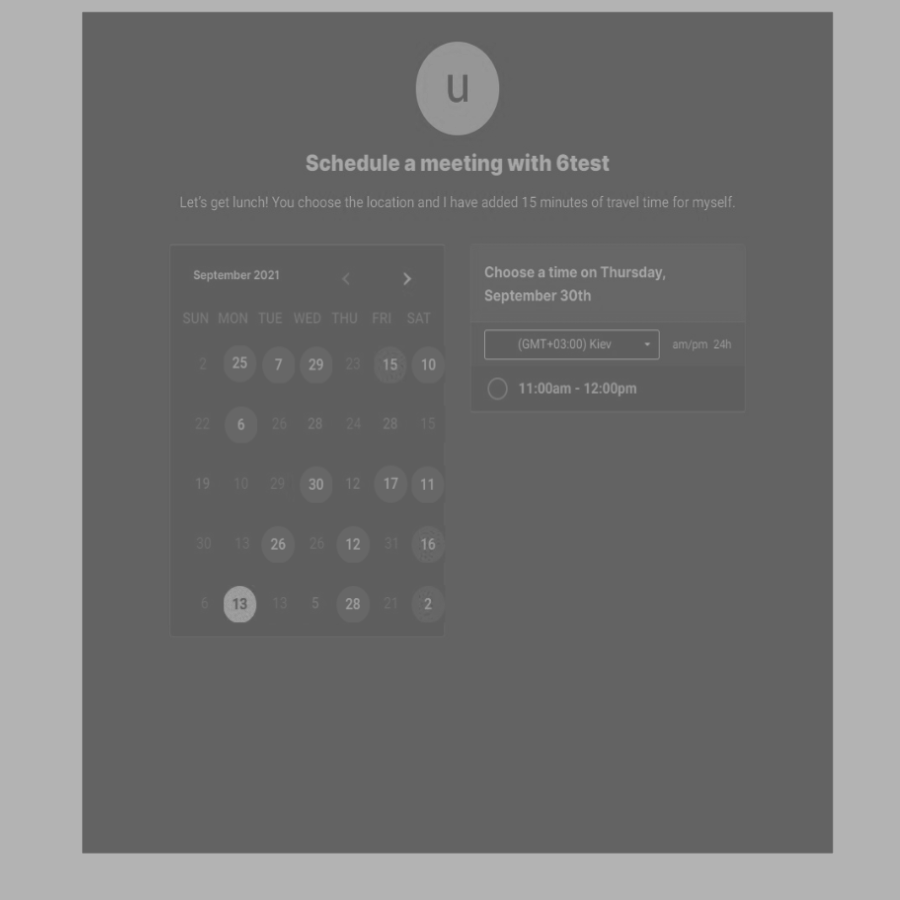 u
Schedule a meeting with 6test
Let's get lunch! You choose the location and I have added 15 minutes of travel time for myself.
September 2021
SUN MON TUE WED THU FRI SAT
2 25 7 29 23 15 10
22 6 26 28 24 28 15
19 10 29 30 12 17 11
30 13 26 26 12 31 16
6 13 13 5 28 21 2
Choose a time on Thursday,
September 30th
(GMT+03:00) Kiev am/pm 24h
11:00am - 12:00pm